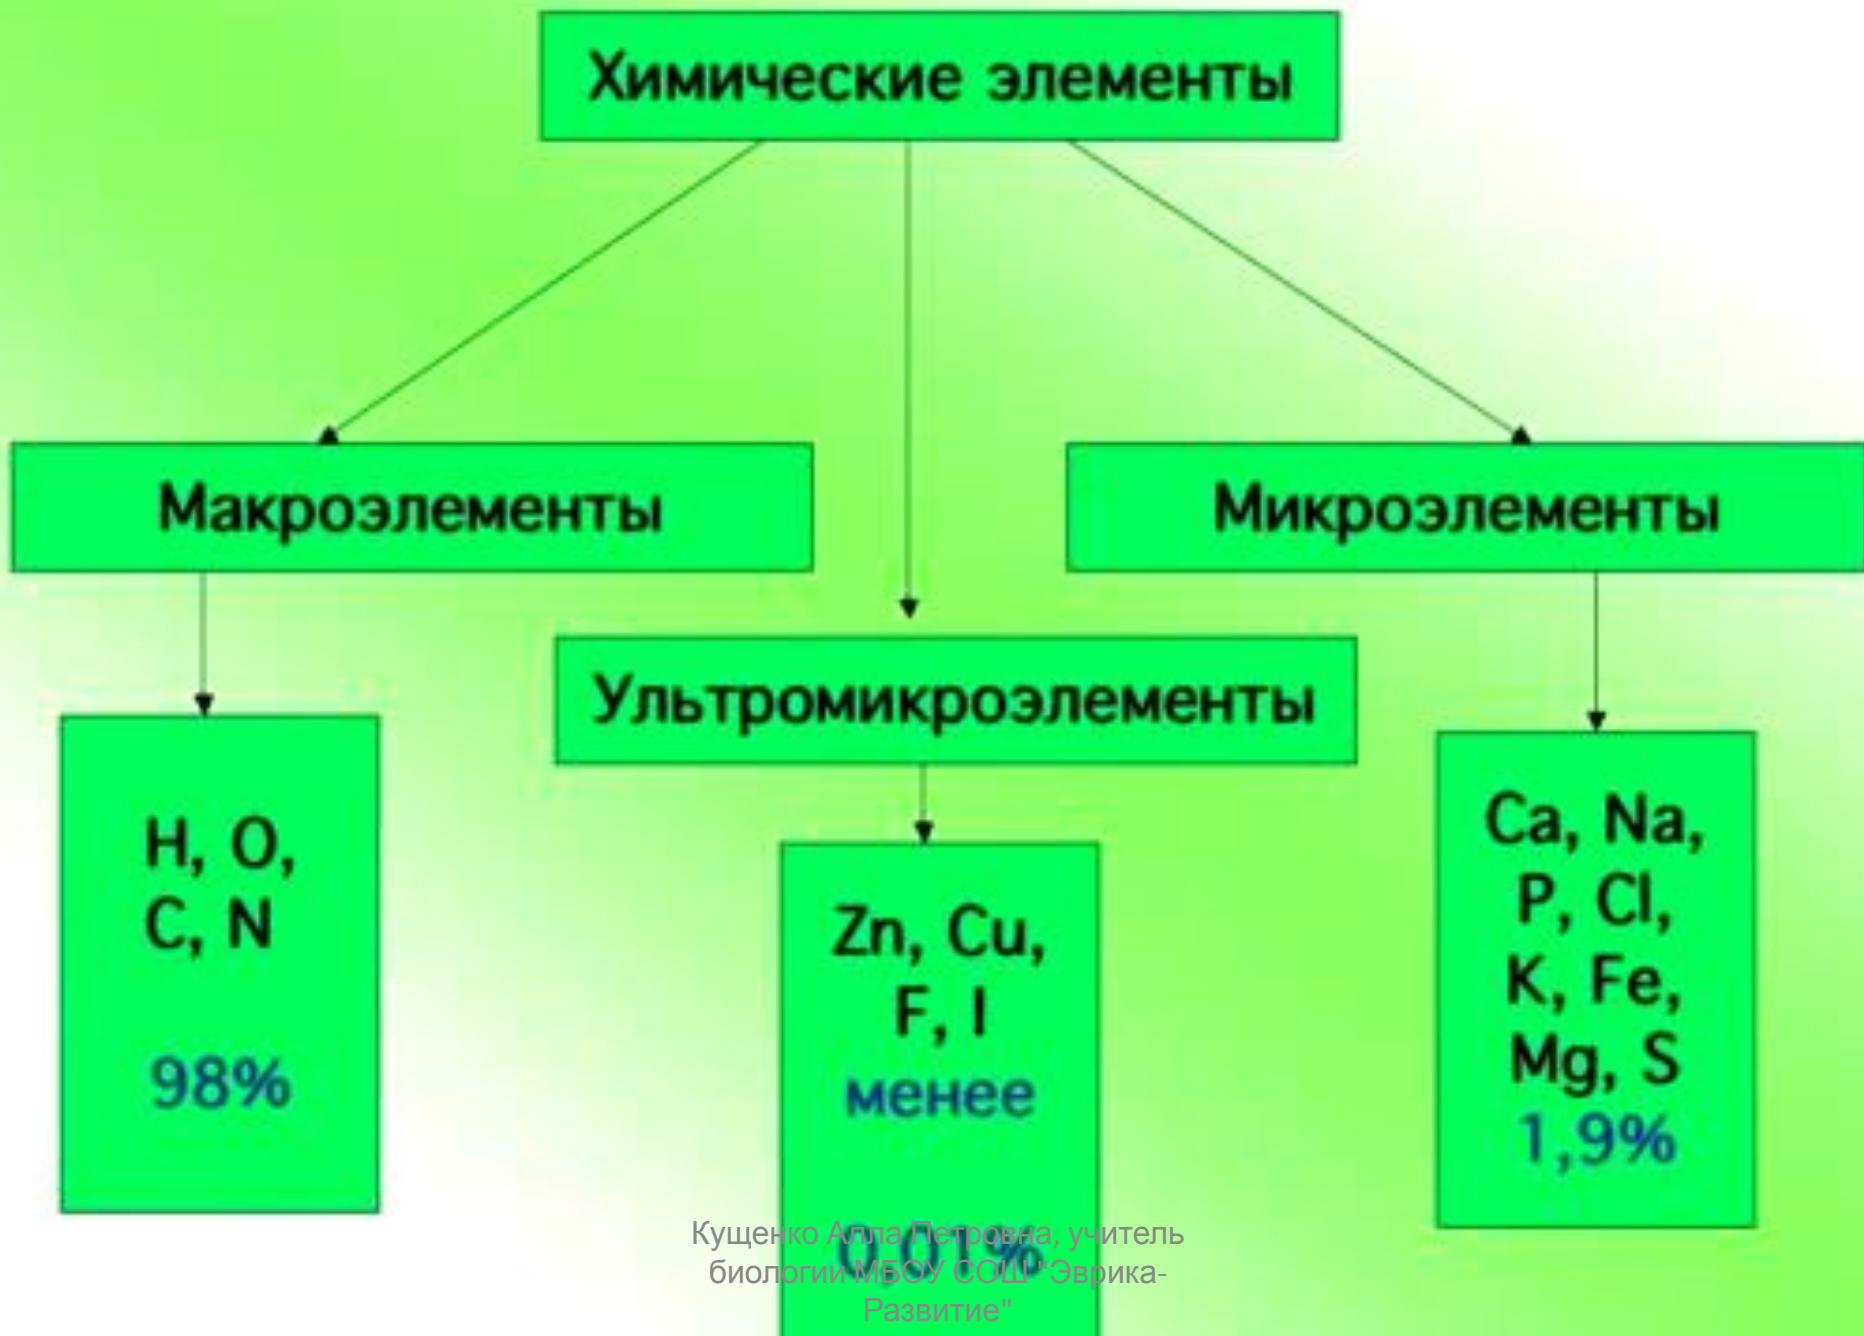 Химические элементы
Макроэлементы
Микроэлементы
Ультромикроэлементы
H, O,
C, N
98%
Zn, Cu,
F, I
менее
0,01%
Ca, Na,
P, Cl,
K, Fe,
Mg, S
1,9%
Кущенко Алла Петровна, учитель
биологии МБОУ СОШ "Эврика-
Развитие"